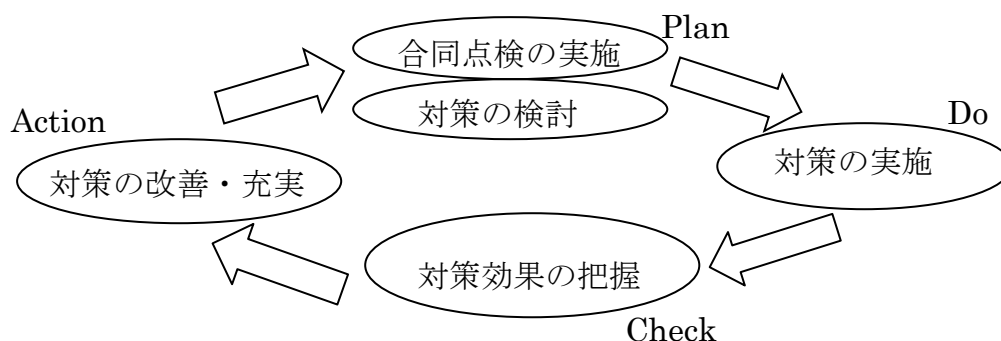 Plan
合同点検の実施
対策の検討
Do
対策の実施
Check
対策効果の把握
Action
対策の改善・充実